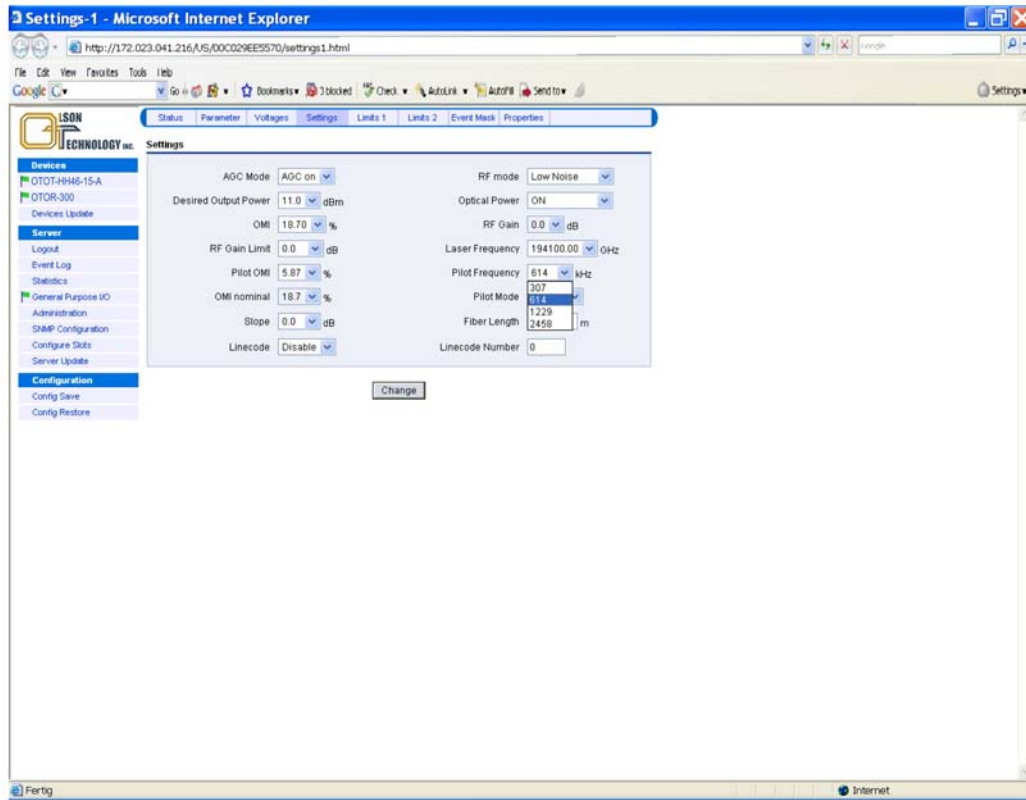 Settings-1 - Microsoft Internet Explorer
http://172.023.041.216/US/00C029EE5570/settings1.html
File Edit View Favorites Tools Help
Google Go Bookmarks 3 blocked Check AutoLink AutoFill Send to Settings
OLSON TECHNOLOGY INC.
Status Parameter Voltages Settings Limits 1 Limits 2 Event Mask Properties
Settings
Devices
OTOT-HH46-15-A
OTOR-300
Devices Update
Server
Logout
Event Log
Statistics
General Purpose I/O
Administration
SNMP Configuration
Configure Slots
Server Update
Configuration
Config Save
Config Restore
AGC Mode AGC on RF mode Low Noise
Desired Output Power 11.0 dBm Optical Power ON
OMI 18.70 % RF Gain 0.0 dB
RF Gain Limit 0.0 dB Laser Frequency 194100.00 GHz
Pilot OMI 5.87 % Pilot Frequency 614 kHz
307
614
1229
2458
OMI nominal 18.7 % Pilot Mode
Slope 0.0 dB Fiber Length m
Linecode Disable Linecode Number 0
Change
Fertig Internet